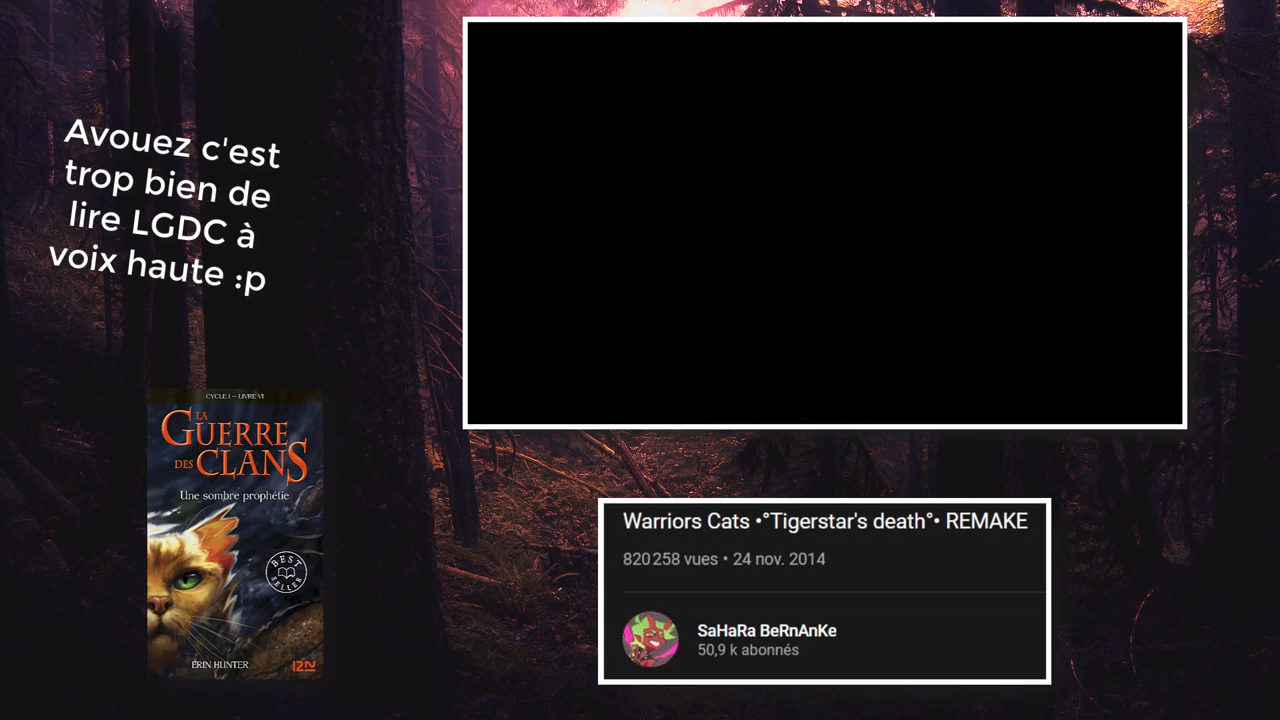 Avouez c'est
trop bien de
lire LGDC à
voix haute :p
CYCLE I – LIVRE VI
LA
GUERRE
DES CLANS
Une sombre prophétie
BEST
SELLER
ERIN HUNTER
1221
Warriors Cats •°Tigerstar's death°• REMAKE
820 258 vues • 24 nov. 2014
SaHaRa BeRnAnKe
50,9 k abonnés